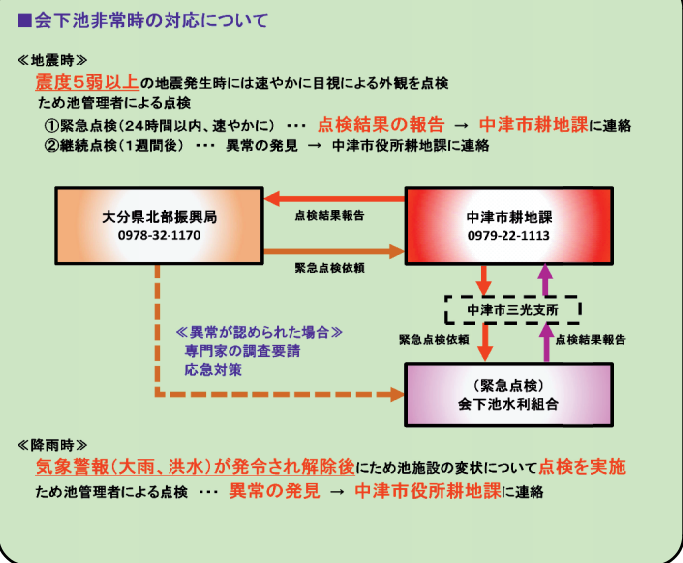 ■会下池非常時の対応について
≪地震時≫
震度5弱以上の地震発生時には速やかに目視による外観を点検
ため池管理者による点検
①緊急点検(24時間以内、速やかに) ･･･ 点検結果の報告 → 中津市耕地課に連絡
②継続点検(1週間後) ･･･ 異常の発見 → 中津市役所耕地課に連絡
大分県北部振興局
0978-32-1170
点検結果報告
緊急点検依頼
中津市耕地課
0979-22-1113
中津市三光支所
緊急点検依頼
点検結果報告
≪異常が認められた場合≫
専門家の調査要請
応急対策
(緊急点検)
会下池水利組合
≪降雨時≫
気象警報(大雨、洪水)が発令され解除後にため池施設の変状について点検を実施
ため池管理者による点検 ･･･ 異常の発見 → 中津市役所耕地課に連絡